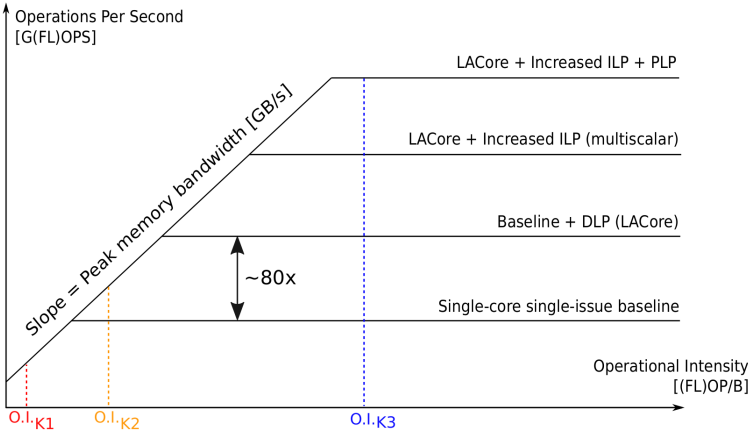 Operations Per Second
[G(FL)OPS]
LACore + Increased ILP + PLP
Slope = Peak memory bandwidth [GB/s]
LACore + Increased ILP (multiscalar)
Baseline + DLP (LACore)
~80x
Single-core single-issue baseline
Operational Intensity
[(FL)OP/B]
O.I.K1
O.I.K2
O.I.K3